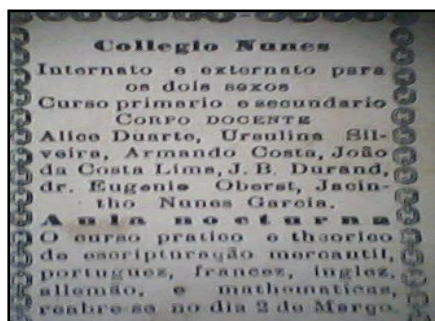 Collegio Nunes
Internato e externato para
os dois sexos
Curso primario e secundario
CORPO DOCENTE
Alice Duarte, Ursulina Sil-
veira, Armando Costa, João
da Costa Lima, J. B. Durand,
dr. Eugenio Oberst, Jacin-
tho Nunes Garcia.
Aula nocturna
O curso pratico e theorico
de escripturação mercantil,
portuguez, francez, inglez,
allemão, e mathematicas,
reabre-se no dia 2 de Março.